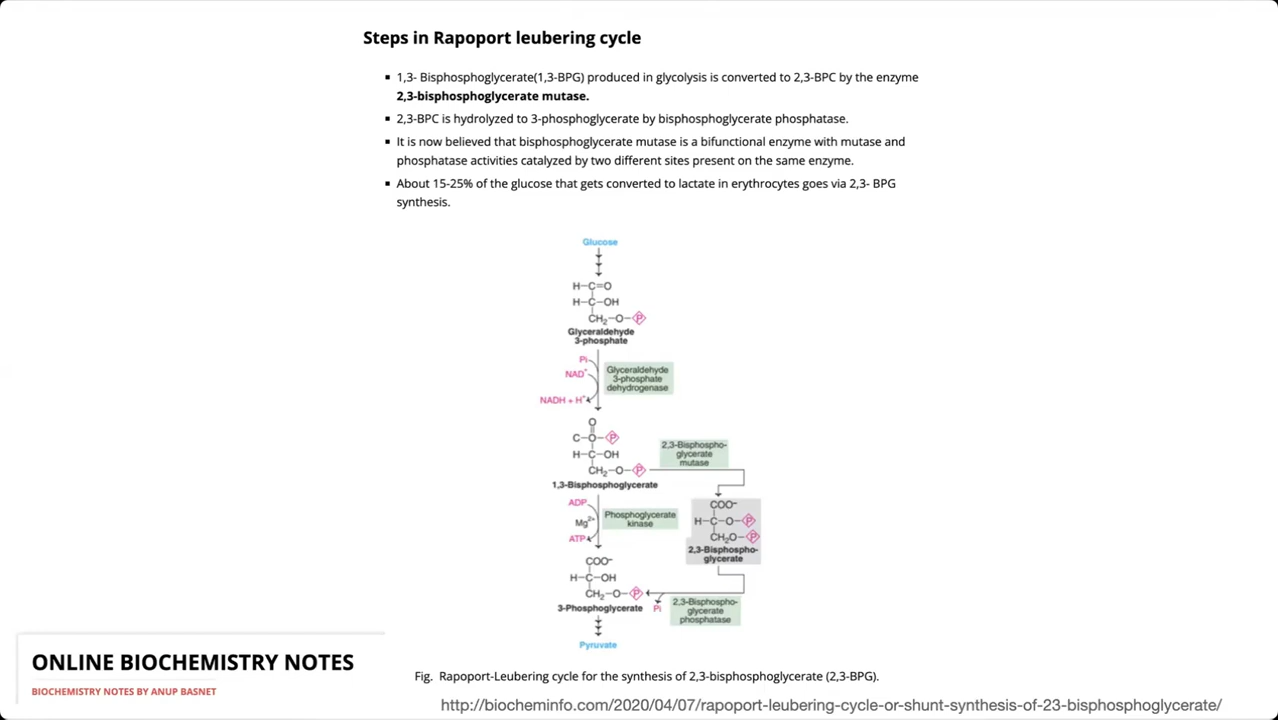 Steps in Rapoport leubering cycle
1,3- Bisphosphoglycerate(1,3-BPG) produced in glycolysis is converted to 2,3-BPC by the enzyme
2,3-bisphosphoglycerate mutase.
2,3-BPC is hydrolyzed to 3-phosphoglycerate by bisphosphoglycerate phosphatase.
It is now believed that bisphosphoglycerate mutase is a bifunctional enzyme with mutase and
phosphatase activities catalyzed by two different sites present on the same enzyme.
About 15-25% of the glucose that gets converted to lactate in erythrocytes goes via 2,3- BPG
synthesis.
Glucose
H-C=O
H-C-OH
CH₂-O-P
Glyceraldehyde
3-phosphate
Pi
NAD⁺
NADH + H⁺
Glyceraldehyde
3-phosphate
dehydrogenase
O
C-O-P
H-C-OH
CH₂-O-P
1,3-Bisphosphoglycerate
2,3-Bisphospho-
glycerate
mutase
ADP
Mg²⁺
ATP
Phosphoglycerate
kinase
COO⁻
H-C-O-P
CH₂O-P
2,3-Bisphospho-
glycerate
COO⁻
H-C-OH
CH₂-O-P
3-Phosphoglycerate
Pi
2,3-Bisphospho-
glycerate
phosphatase
Pyruvate
ONLINE BIOCHEMISTRY NOTES
BIOCHEMISTRY NOTES BY ANUP BASNET
Fig. Rapoport-Leubering cycle for the synthesis of 2,3-bisphosphoglycerate (2,3-BPG).
http://biocheminfo.com/2020/04/07/rapoport-leubering-cycle-or-shunt-synthesis-of-23-bisphosphoglycerate/